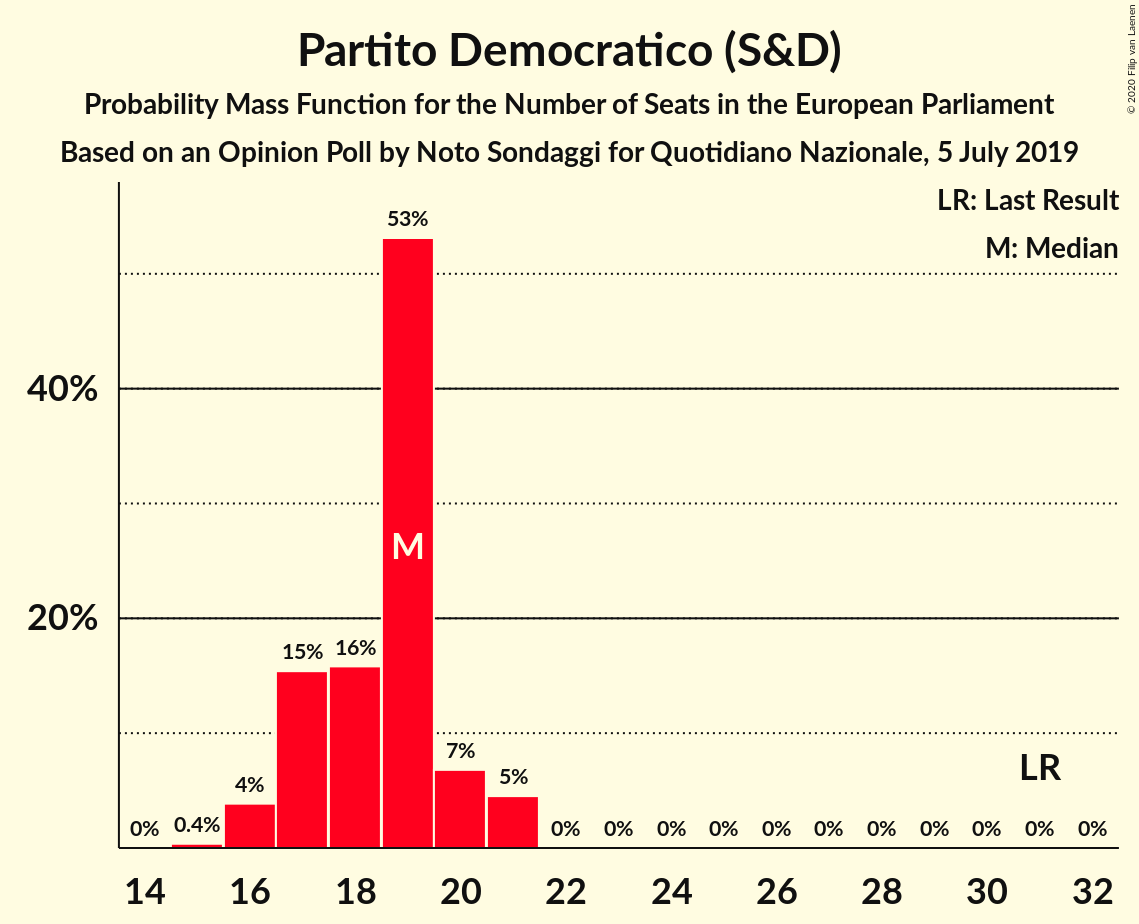 Partito Democratico (S&D)
Probability Mass Function for the Number of Seats in the European Parliament
Based on an Opinion Poll by Noto Sondaggi for Quotidiano Nazionale, 5 July 2019
© 2020 Filip van Laenen
LR: Last Result
M: Median
53%
40%
M
20%
15% 16%
7%
5%
4%
LR
0% 0.4% 0% 0% 0% 0% 0% 0% 0% 0% 0% 0% 0%
14 16 18 20 22 24 26 28 30 32